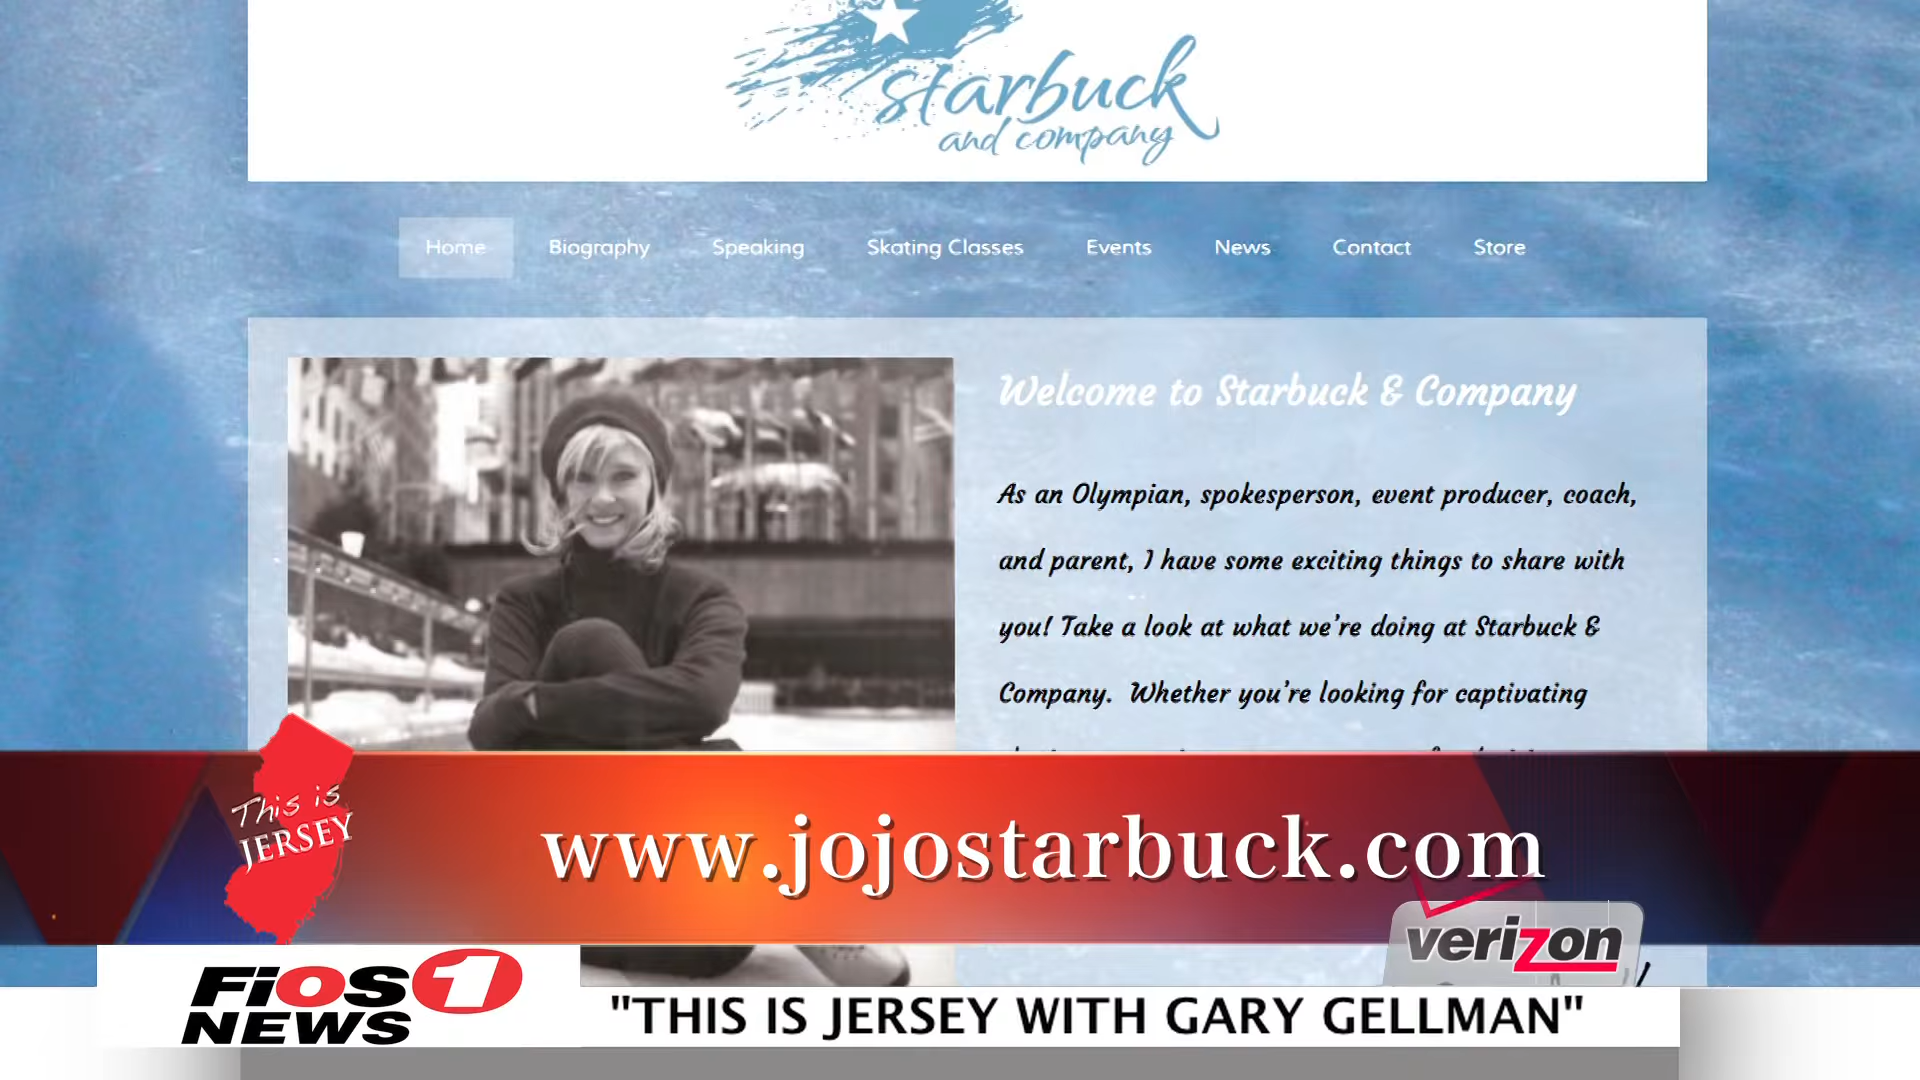 starbuck
and company
Home Biography Speaking Skating Classes Events News Contact Store
Welcome to Starbuck & Company
As an Olympian, spokesperson, event producer, coach,
and parent, I have some exciting things to share with
you! Take a look at what we're doing at Starbuck &
Company. Whether you're looking for captivating
This is
JERSEY
www.jojostarbuck.com
verizon
FiOS 1
NEWS
"THIS IS JERSEY WITH GARY GELLMAN"